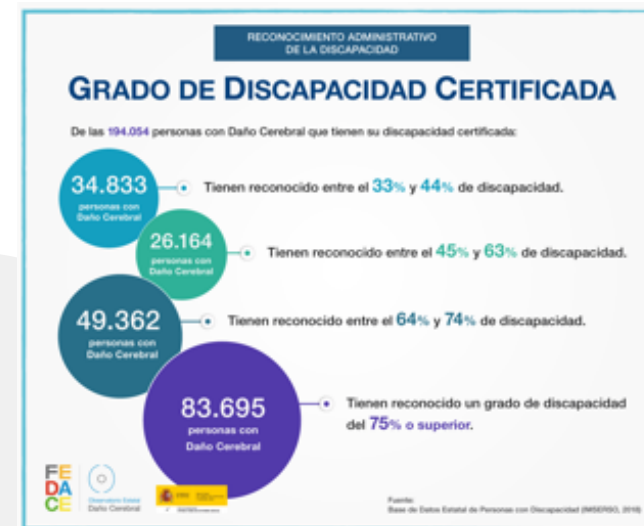 RECONOCIMIENTO ADMINISTRATIVO
DE LA DISCAPACIDAD
GRADO DE DISCAPACIDAD CERTIFICADA
De las 194.054 personas con Daño Cerebral que tienen su discapacidad certificada:
34.833
personas con
Daño Cerebral
Tienen reconocido entre el 33% y 44% de discapacidad.
26.164
personas con
Daño Cerebral
Tienen reconocido entre el 45% y 63% de discapacidad.
49.362
personas con
Daño Cerebral
Tienen reconocido entre el 64% y 74% de discapacidad.
83.695
personas con
Daño Cerebral
Tienen reconocido un grado de discapacidad
del 75% o superior.
FE
DA
CE
Observatorio Estatal
Daño Cerebral
Fuente:
Base de Datos Estatal de Personas con Discapacidad (IMSERSO, 2016)